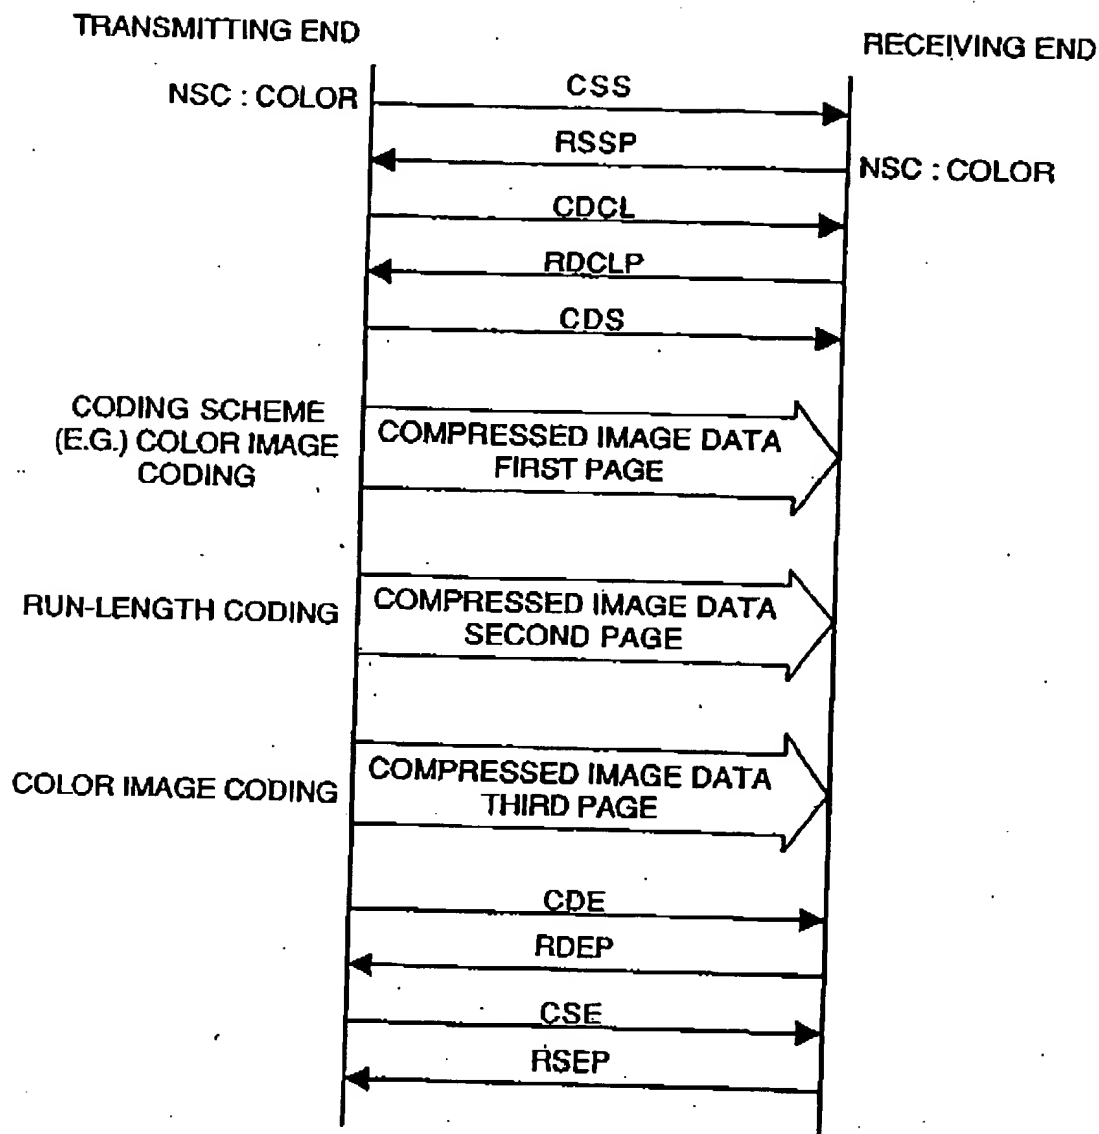 TRANSMITTING END
RECEIVING END
NSC : COLOR
CSS
RSSP
NSC : COLOR
CDCL
RDCLP
CDS
CODING SCHEME
(E.G.) COLOR IMAGE
CODING
COMPRESSED IMAGE DATA
FIRST PAGE
RUN-LENGTH CODING
COMPRESSED IMAGE DATA
SECOND PAGE
COLOR IMAGE CODING
COMPRESSED IMAGE DATA
THIRD PAGE
CDE
RDEP
CSE
RSEP